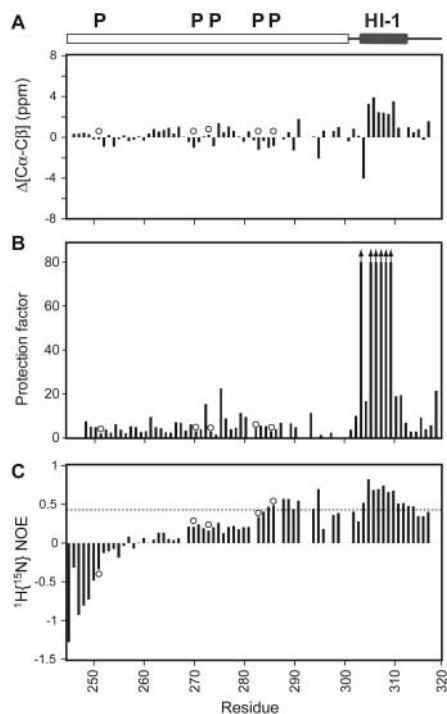 A
P P P P P HI-1
Δ[Cα-Cβ] (ppm)
8
4
0
-4
-8
B
Protection factor
80
60
40
20
0
C
¹H{¹⁵N} NOE
1
0.5
0
-0.5
-1
-1.5
250 260 270 280 290 300 310 320
Residue